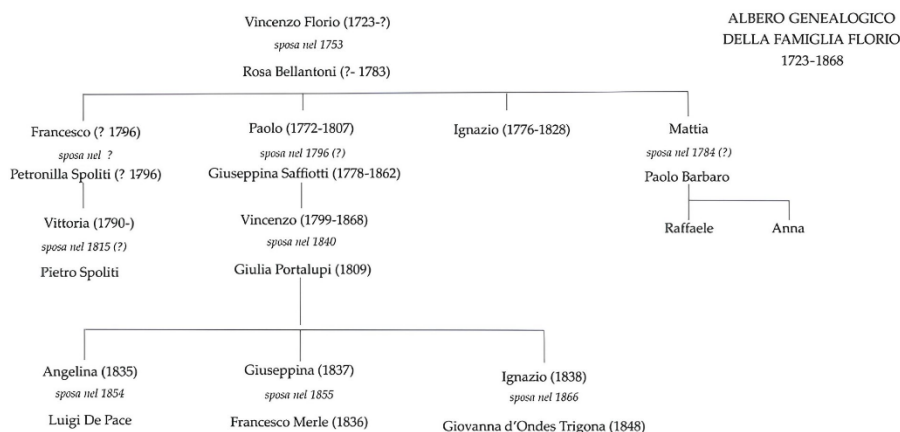 Vincenzo Florio (1723-?)
sposa nel 1753
Rosa Bellantoni (?- 1783)
ALBERO GENEALOGICO
DELLA FAMIGLIA FLORIO
1723-1868
Francesco (? 1796)
sposa nel ?
Petronilla Spoliti (? 1796)
Paolo (1772-1807)
sposa nel 1796 (?)
Giuseppina Saffiotti (1778-1862)
Ignazio (1776-1828)
Mattia
sposa nel 1784 (?)
Paolo Barbaro
Vittoria (1790-)
sposa nel 1815 (?)
Pietro Spoliti
Vincenzo (1799-1868)
sposa nel 1840
Giulia Portalupi (1809)
Raffaele
Anna
Angelina (1835)
sposa nel 1854
Luigi De Pace
Giuseppina (1837)
sposa nel 1855
Francesco Merle (1836)
Ignazio (1838)
sposa nel 1866
Giovanna d'Ondes Trigona (1848)